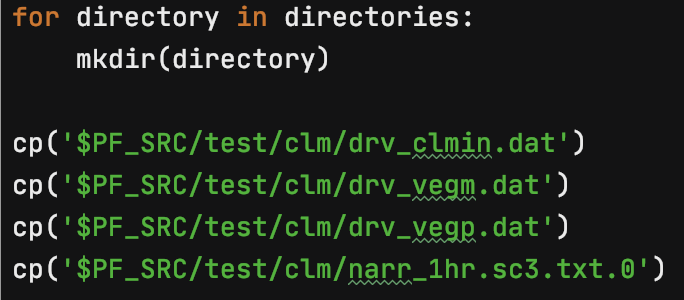 for directory in directories:
    mkdir(directory)

cp('$PF_SRC/test/clm/drv_clmin.dat')
cp('$PF_SRC/test/clm/drv_vegm.dat')
cp('$PF_SRC/test/clm/drv_vegp.dat')
cp('$PF_SRC/test/clm/narr_1hr.sc3.txt.0')